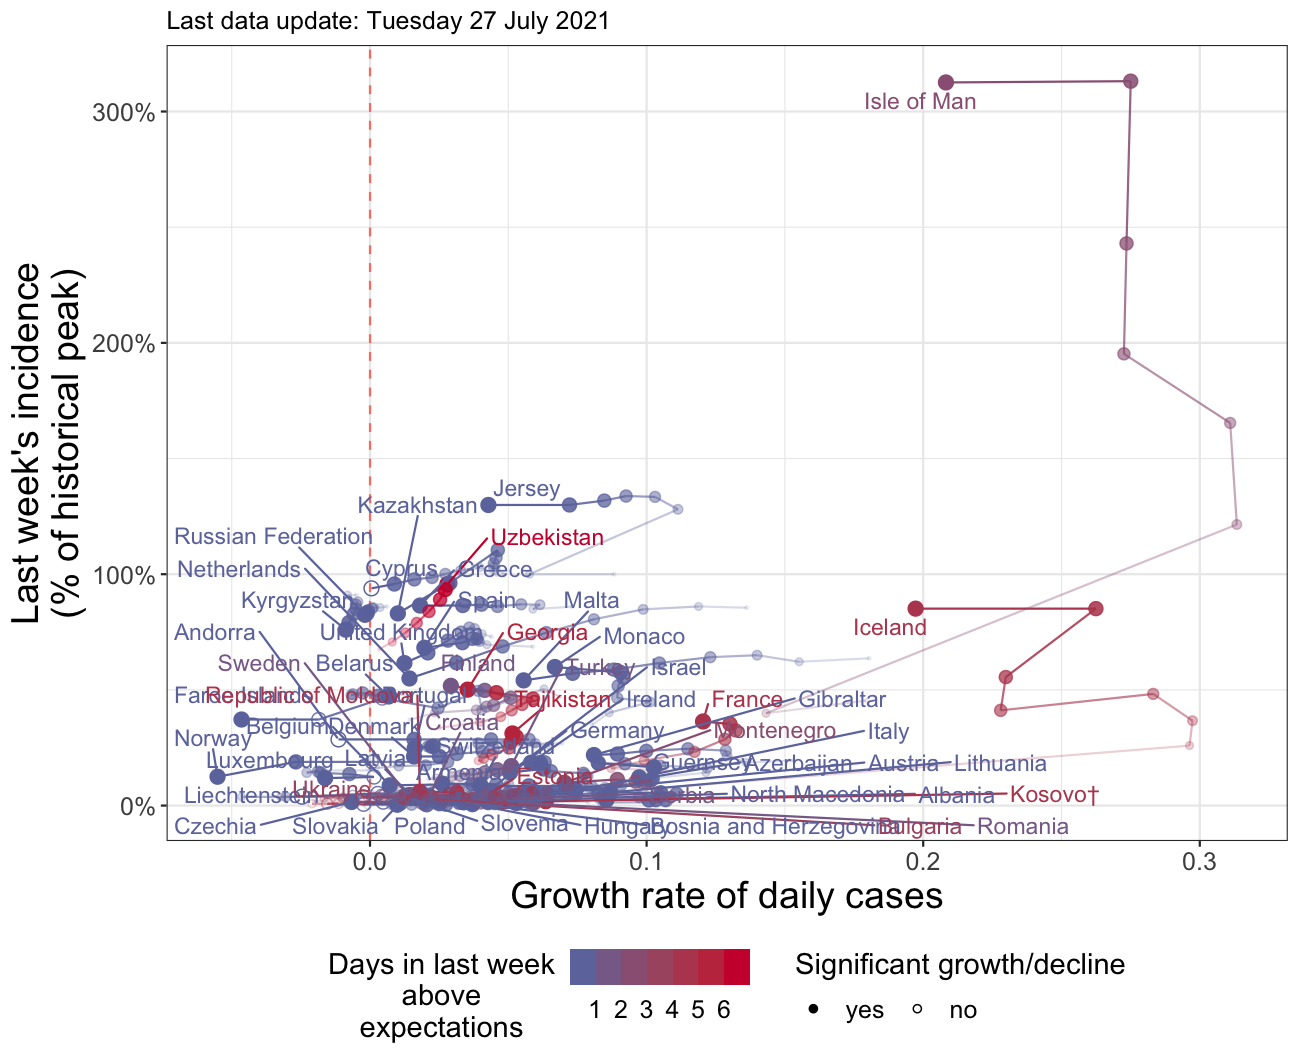 Last data update: Tuesday 27 July 2021
300%
200%
100%
0%
Last week's incidence
(% of historical peak)
Isle of Man
Jersey
Kazakhstan
Russian Federation
Uzbekistan
Netherlands
Cyprus
Greece
Kyrgyzstan
Spain
Malta
Andorra
United Kingdom
Georgia
Iceland
Monaco
Sweden
Belarus
Finland
Turkey
Israel
Republic of Moldova
Portugal
Tajikistan
Ireland
France
Gibraltar
Belgium
Denmark
Croatia
Germany
Montenegro
Italy
Norway
Switzerland
Luxembourg
Latvia
Armenia
Estonia
Guernsey
Azerbaijan
Austria
Lithuania
Ukraine
Liechtenstein
North Macedonia
Albania
Kosovo†
Czechia
Slovakia
Poland
Slovenia
Hungary
Bosnia and Herzegovina
Bulgaria
Romania
0.0
0.1
0.2
0.3
Growth rate of daily cases
Days in last week
above
expectations
1 2 3 4 5 6
Significant growth/decline
yes
no